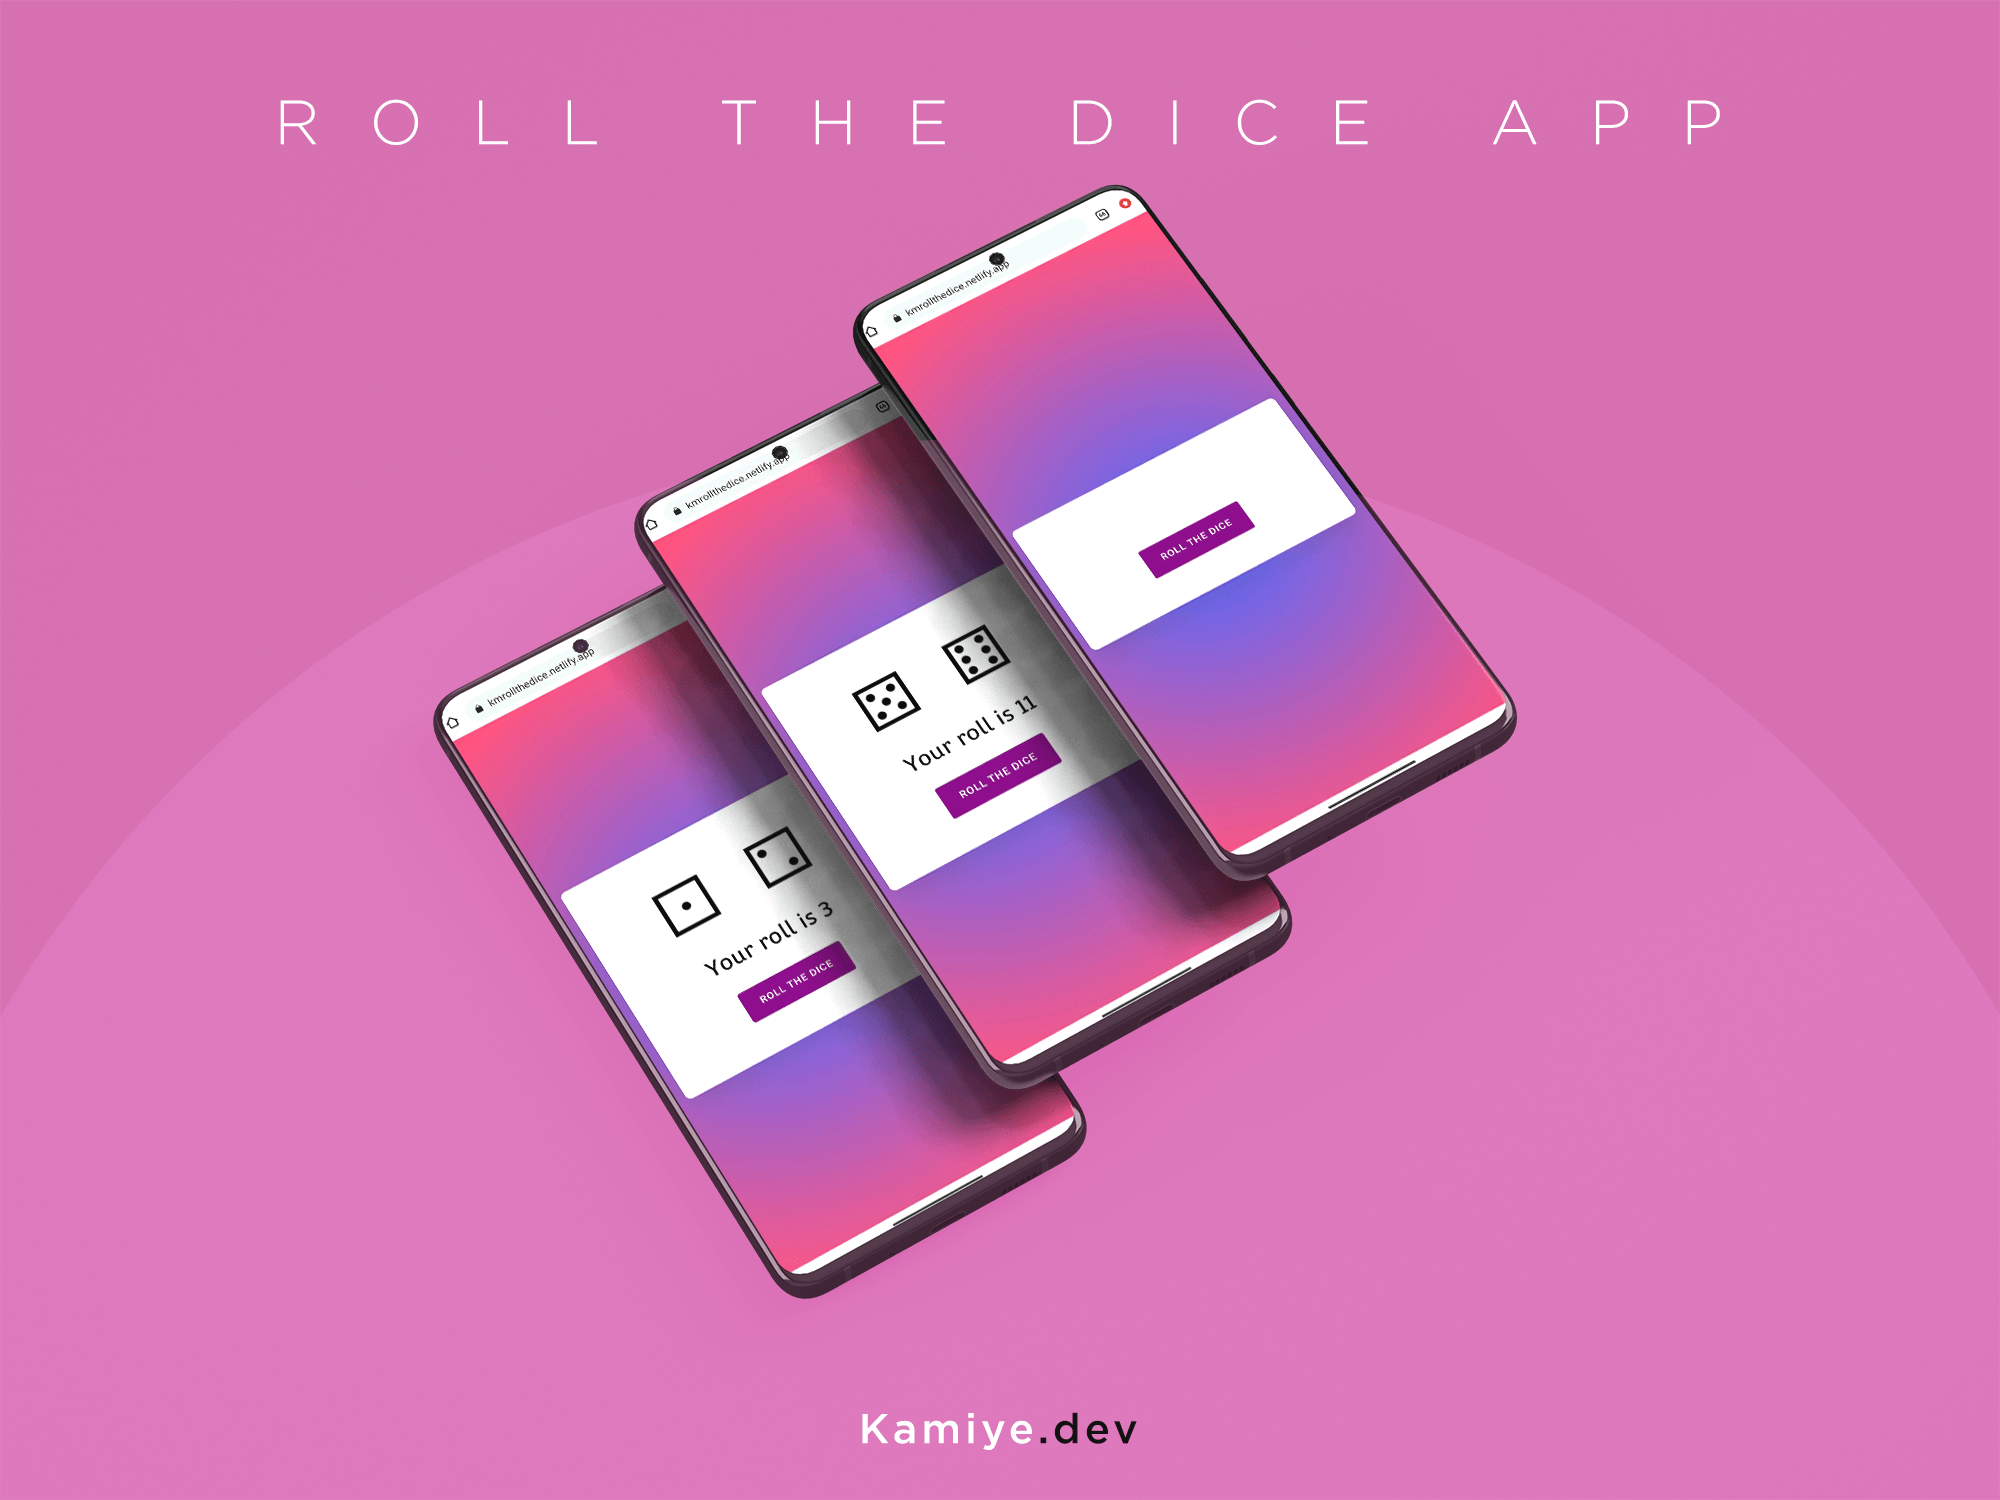 ROLL THE DICE APP
kmrollthedice.netlify.app
ROLL THE DICE
kmrollthedice.netlify.app
Your roll is 11
ROLL THE DICE
kmrollthedice.netlify.app
Your roll is 3
ROLL THE DICE
Kamiye.dev